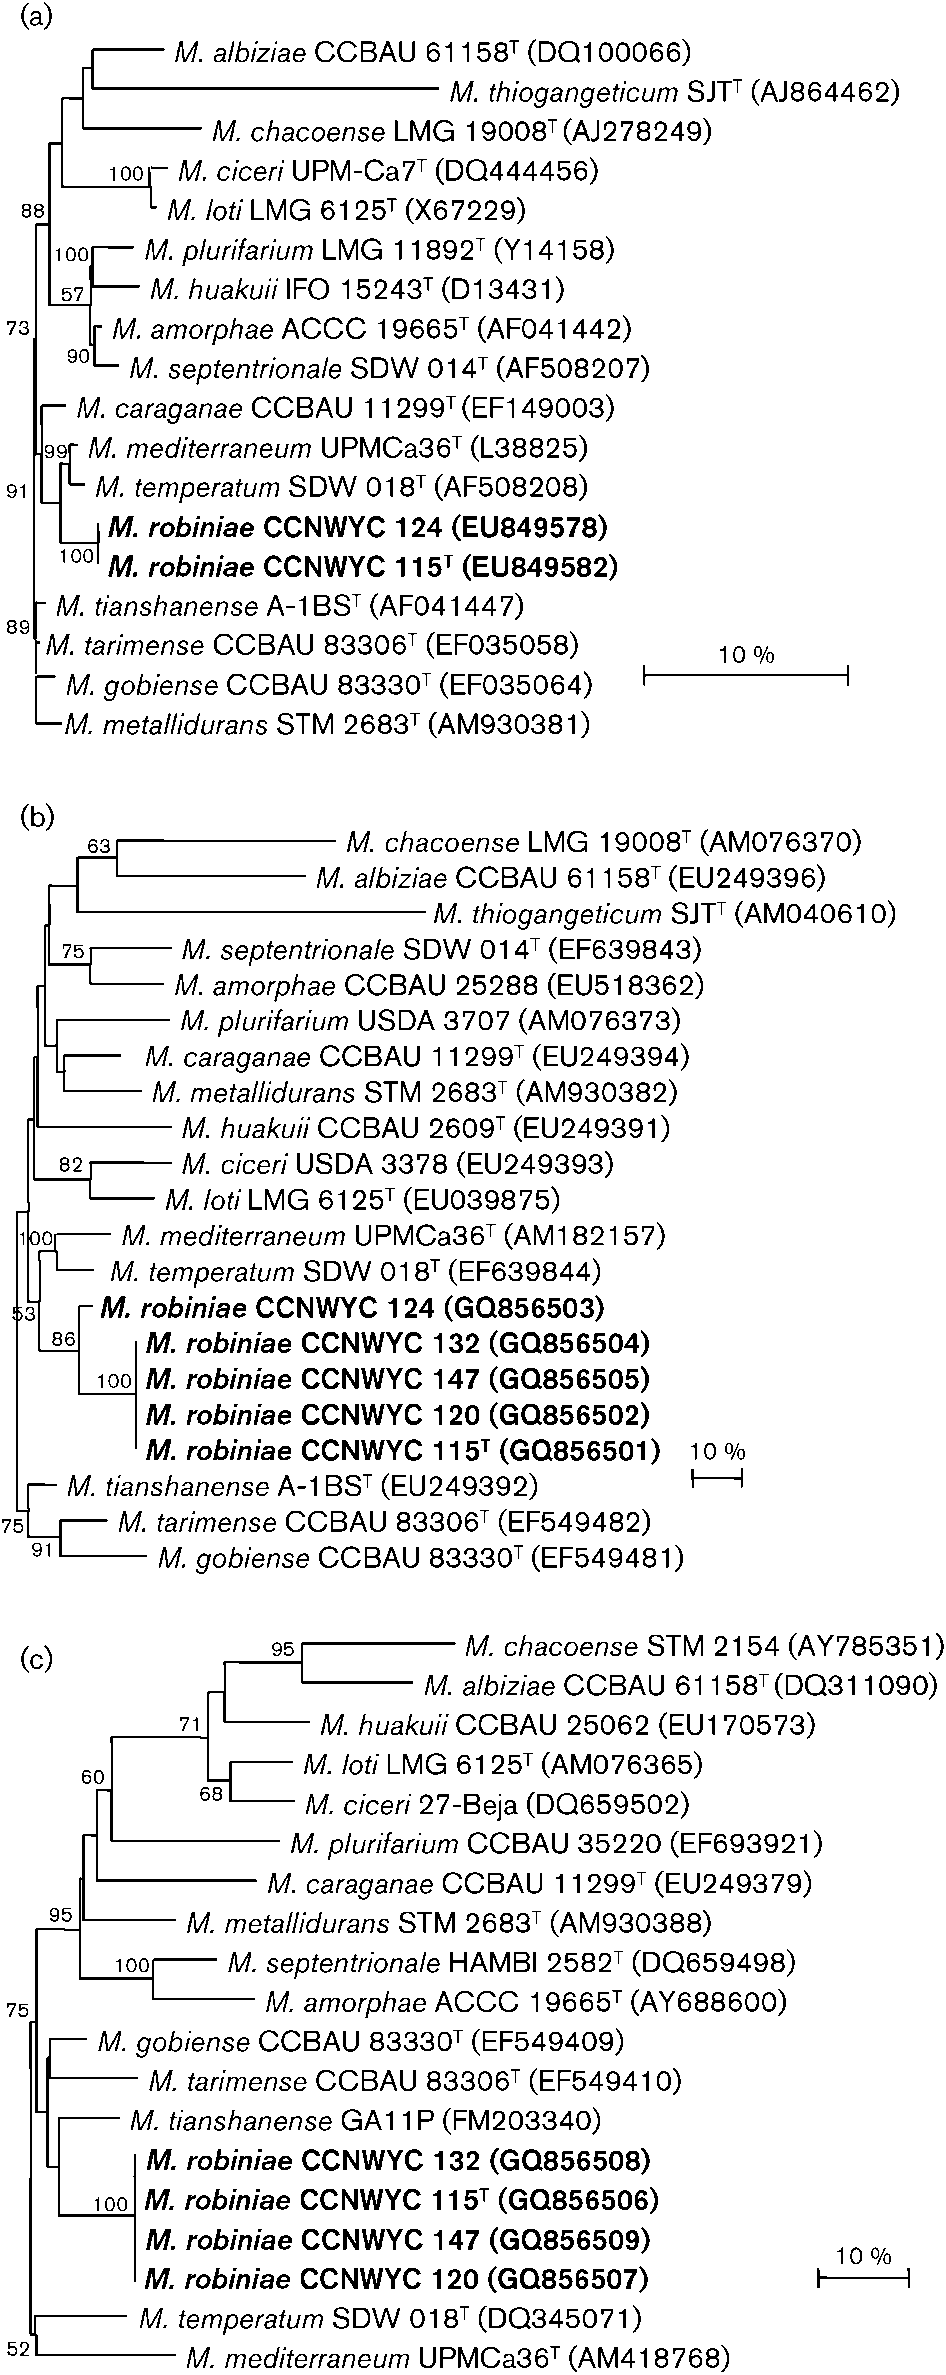 (a)
M. albiziae CCBAU 61158ᵀ (DQ100066)
M. thiogangeticum SJTᵀ (AJ864462)
M. chacoense LMG 19008ᵀ (AJ278249)
100
M. ciceri UPM-Ca7ᵀ (DQ444456)
M. loti LMG 6125ᵀ (X67229)
88
M. plurifarium LMG 11892ᵀ (Y14158)
100
M. huakuii IFO 15243ᵀ (D13431)
57
M. amorphae ACCC 19665ᵀ (AF041442)
73
90
M. septentrionale SDW 014ᵀ (AF508207)
M. caraganae CCBAU 11299ᵀ (EF149003)
99
M. mediterraneum UPMCa36ᵀ (L38825)
91
M. temperatum SDW 018ᵀ (AF508208)
M. robiniae CCNWYC 124 (EU849578)
100
M. robiniae CCNWYC 115ᵀ (EU849582)
M. tianshanense A-1BSᵀ (AF041447)
89
M. tarimense CCBAU 83306ᵀ (EF035058)
10 %
M. gobiense CCBAU 83330ᵀ (EF035064)
M. metallidurans STM 2683ᵀ (AM930381)
(b)
63
M. chacoense LMG 19008ᵀ (AM076370)
M. albiziae CCBAU 61158ᵀ (EU249396)
M. thiogangeticum SJTᵀ (AM040610)
75
M. septentrionale SDW 014ᵀ (EF639843)
M. amorphae CCBAU 25288 (EU518362)
M. plurifarium USDA 3707 (AM076373)
M. caraganae CCBAU 11299ᵀ (EU249394)
M. metallidurans STM 2683ᵀ (AM930382)
M. huakuii CCBAU 2609ᵀ (EU249391)
82
M. ciceri USDA 3378 (EU249393)
M. loti LMG 6125ᵀ (EU039875)
100
M. mediterraneum UPMCa36ᵀ (AM182157)
M. temperatum SDW 018ᵀ (EF639844)
53
M. robiniae CCNWYC 124 (GQ856503)
86
M. robiniae CCNWYC 132 (GQ856504)
100
M. robiniae CCNWYC 147 (GQ856505)
M. robiniae CCNWYC 120 (GQ856502)
M. robiniae CCNWYC 115ᵀ (GQ856501)
10 %
M. tianshanense A-1BSᵀ (EU249392)
75
M. tarimense CCBAU 83306ᵀ (EF549482)
91
M. gobiense CCBAU 83330ᵀ (EF549481)
(c)
95
M. chacoense STM 2154 (AY785351)
M. albiziae CCBAU 61158ᵀ (DQ311090)
71
M. huakuii CCBAU 25062 (EU170573)
M. loti LMG 6125ᵀ (AM076365)
60
68
M. ciceri 27-Beja (DQ659502)
M. plurifarium CCBAU 35220 (EF693921)
M. caraganae CCBAU 11299ᵀ (EU249379)
95
M. metallidurans STM 2683ᵀ (AM930388)
100
M. septentrionale HAMBI 2582ᵀ (DQ659498)
M. amorphae ACCC 19665ᵀ (AY688600)
75
M. gobiense CCBAU 83330ᵀ (EF549409)
M. tarimense CCBAU 83306ᵀ (EF549410)
M. tianshanense GA11P (FM203340)
M. robiniae CCNWYC 132 (GQ856508)
100
M. robiniae CCNWYC 115ᵀ (GQ856506)
M. robiniae CCNWYC 147 (GQ856509)
10 %
M. robiniae CCNWYC 120 (GQ856507)
M. temperatum SDW 018ᵀ (DQ345071)
52
M. mediterraneum UPMCa36ᵀ (AM418768)